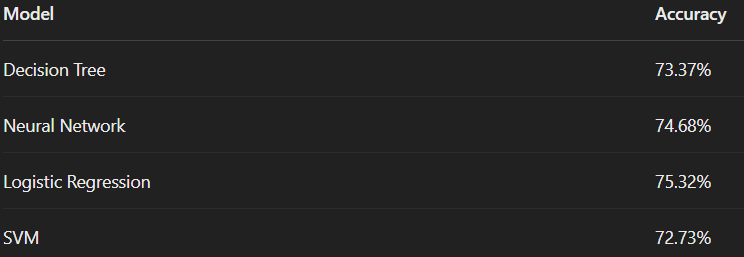 Model Accuracy
Decision Tree 73.37%
Neural Network 74.68%
Logistic Regression 75.32%
SVM 72.73%